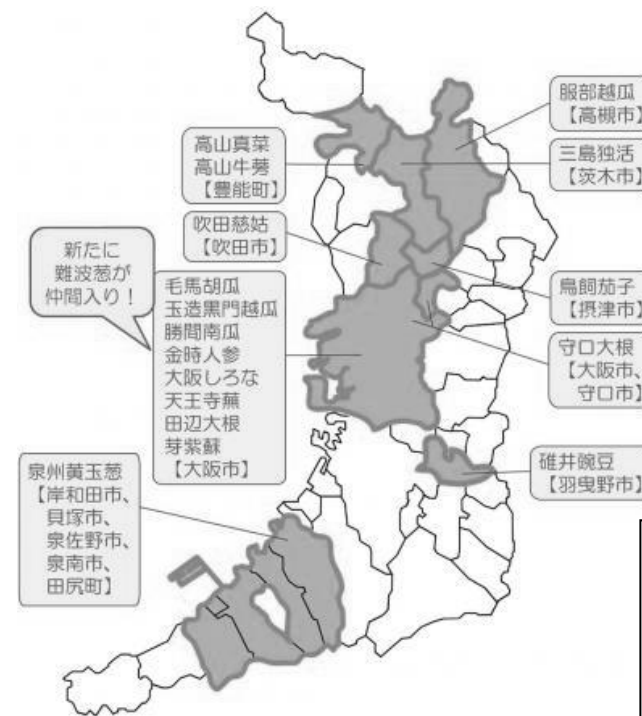 服部越瓜
【高槻市】
三島独活
【茨木市】
高山真菜
高山牛蒡
【豊能町】
吹田慈姑
【吹田市】
新たに
難波葱が
仲間入り！
毛馬胡瓜
玉造黒門越瓜
勝間南瓜
金時人参
大阪しろな
天王寺蕪
田辺大根
芽紫蘇
【大阪市】
鳥飼茄子
【摂津市】
守口大根
【大阪市、
守口市】
碓井豌豆
【羽曳野市】
泉州黄玉葱
【岸和田市、
貝塚市、
泉佐野市、
泉南市、
田尻町】